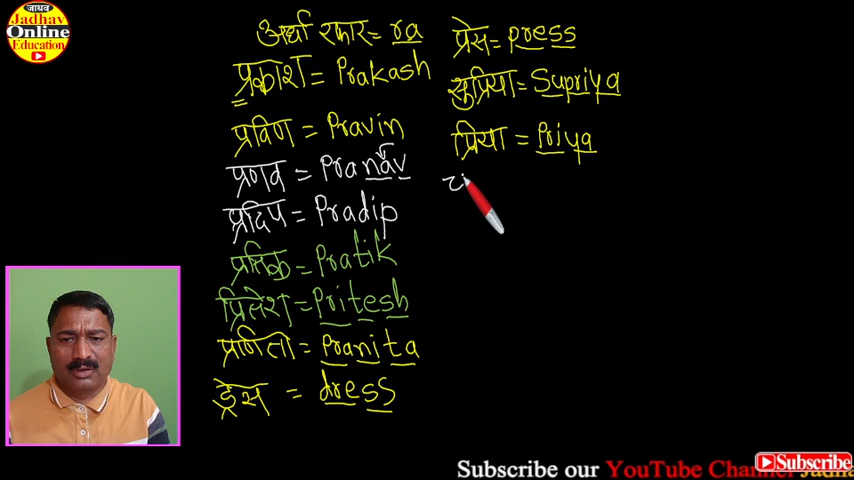 जाधव
Jadhav
Online
Education
अर्धा रकार = ra
प्रकाश = Prakash
प्रविण = Pravin
प्रणव = Pranav
प्रदिप = Pradip
प्रतिक = Pratik
प्रितेश = Pritesh
प्रणिता = Pranita
ड्रेस = dress
प्रेस = press
सुप्रिया = Supriya
प्रिया = Priya
Subscribe our YouTube Channel Jadha
Subscribe